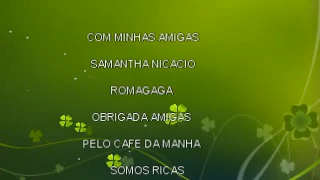 COM MINHAS AMIGAS
SAMANTHA NICACIO
ROMAGAGA
OBRIGADA AMIGAS
PELO CAFE DA MANHA
SOMOS RICAS